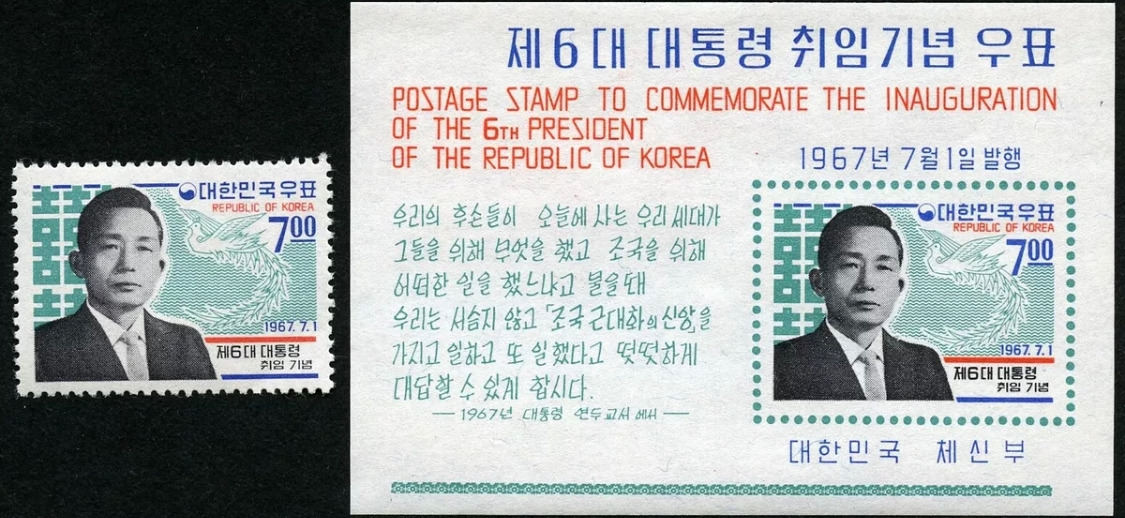 대한민국우표
REPUBLIC OF KOREA
7 00
1967. 7. 1
제6대 대통령
취임 기념
제6대 대통령 취임기념 우표
POSTAGE STAMP TO COMMEMORATE THE INAUGURATION
OF THE 6TH PRESIDENT
OF THE REPUBLIC OF KOREA
1967년 7월 1일 발행
우리의 후손들이 오늘에 사는 우리 세대가
그들을 위해 무엇을 했고 조국을 위해
어떠한 일을 했느냐고 물을 때
우리는 서슴지 않고 「조국 근대화의 신앙」을
가지고 일하고 또 일했다고 떳떳하게
대답할 수 있게 합시다.
— 1967년 대통령 연두교서에서 —
대한민국우표
REPUBLIC OF KOREA
7 00
1967. 7. 1
제6대 대통령
취임 기념
대한민국 체신부